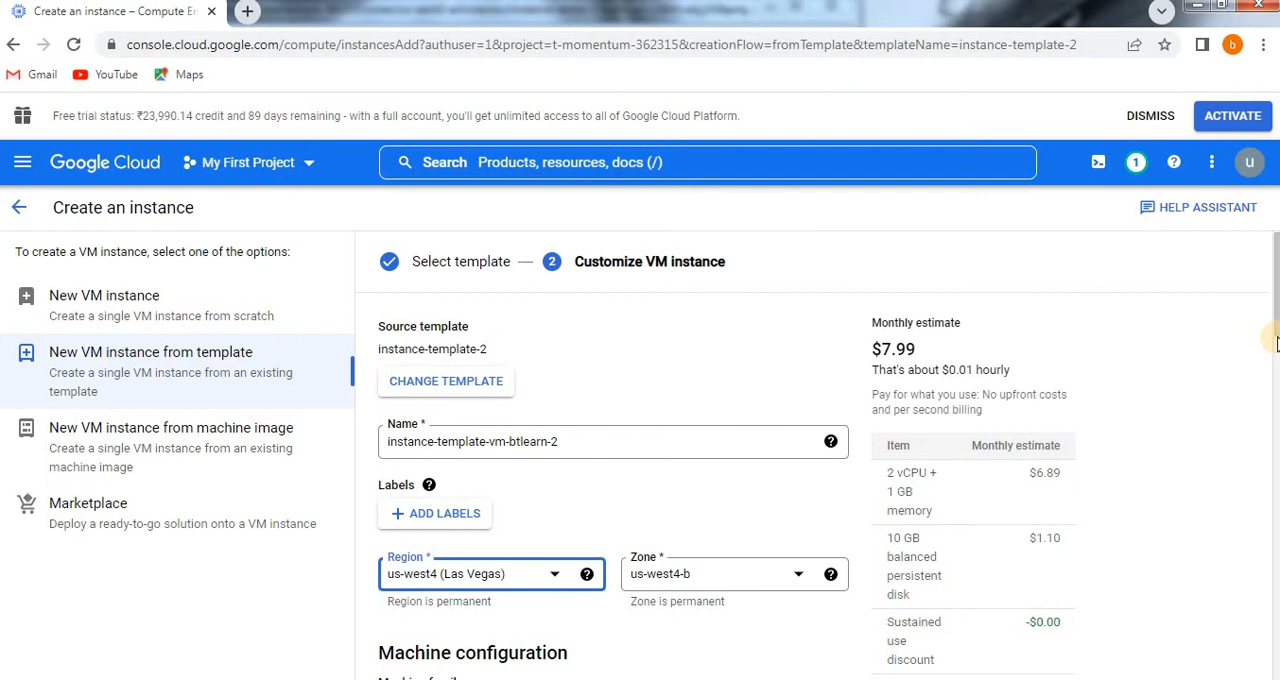 Create an instance – Compute En
console.cloud.google.com/compute/instancesAdd?authuser=1&project=t-momentum-362315&creationFlow=fromTemplate&templateName=instance-template-2
b
Gmail YouTube Maps
Free trial status: ₹23,990.14 credit and 89 days remaining - with a full account, you'll get unlimited access to all of Google Cloud Platform. DISMISS ACTIVATE
Google Cloud My First Project Search Products, resources, docs (/) 1 u
Create an instance HELP ASSISTANT
To create a VM instance, select one of the options:
New VM instance
Create a single VM instance from scratch
New VM instance from template
Create a single VM instance from an existing
template
New VM instance from machine image
Create a single VM instance from an existing
machine image
Marketplace
Deploy a ready-to-go solution onto a VM instance
Select template — 2 Customize VM instance
Source template
instance-template-2
CHANGE TEMPLATE
Name *
instance-template-vm-btlearn-2
Labels
+ ADD LABELS
Region *
us-west4 (Las Vegas)
Region is permanent
Zone *
us-west4-b
Zone is permanent
Machine configuration
Monthly estimate
$7.99
That's about $0.01 hourly
Pay for what you use: No upfront costs
and per second billing
Item Monthly estimate
2 vCPU + $6.89
1 GB
memory
10 GB $1.10
balanced
persistent
disk
Sustained -$0.00
use
discount